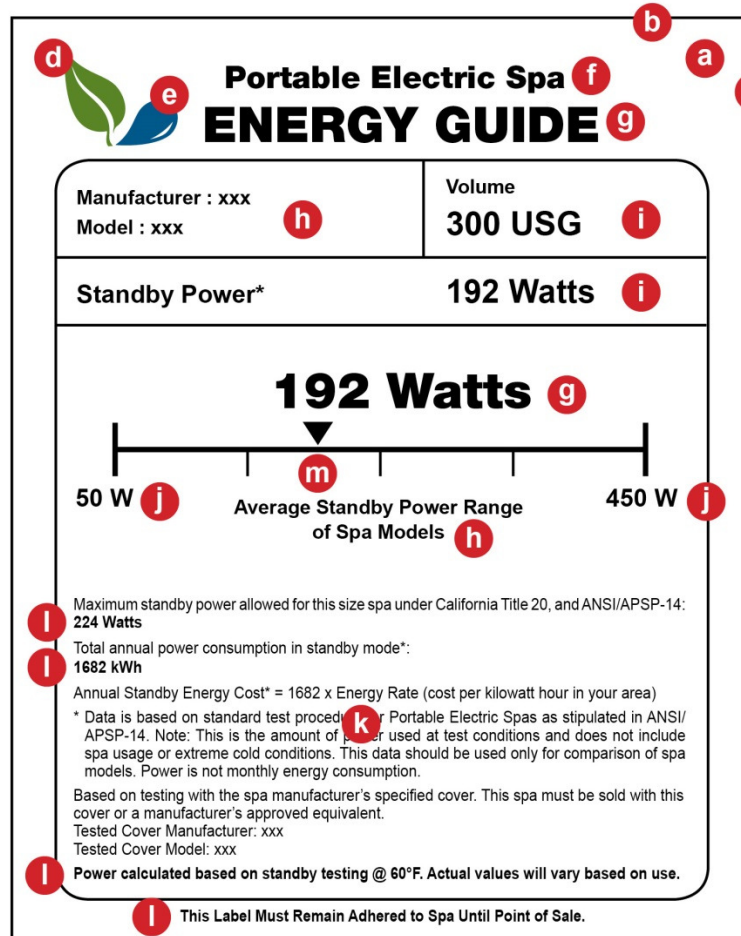 b
d
a
e
Portable Electric Spa f
ENERGY GUIDE g
Manufacturer : xxx
Model : xxx
h
Volume
300 USG i
Standby Power* 192 Watts i
192 Watts g
m
50 W j
450 W j
Average Standby Power Range
of Spa Models h
Maximum standby power allowed for this size spa under California Title 20, and ANSI/APSP-14:
l 224 Watts
Total annual power consumption in standby mode*:
l 1682 kWh
Annual Standby Energy Cost* = 1682 x Energy Rate (cost per kilowatt hour in your area)
* Data is based on standard test k Portable Electric Spas as stipulated in ANSI/
APSP-14. Note: This is the amount of used at test conditions and does not include
spa usage or extreme cold conditions. This data should be used only for comparison of spa
models. Power is not monthly energy consumption.
Based on testing with the spa manufacturer's specified cover. This spa must be sold with this
cover or a manufacturer's approved equivalent.
Tested Cover Manufacturer: xxx
Tested Cover Model: xxx
l Power calculated based on standby testing @ 60°F. Actual values will vary based on use.
l This Label Must Remain Adhered to Spa Until Point of Sale.